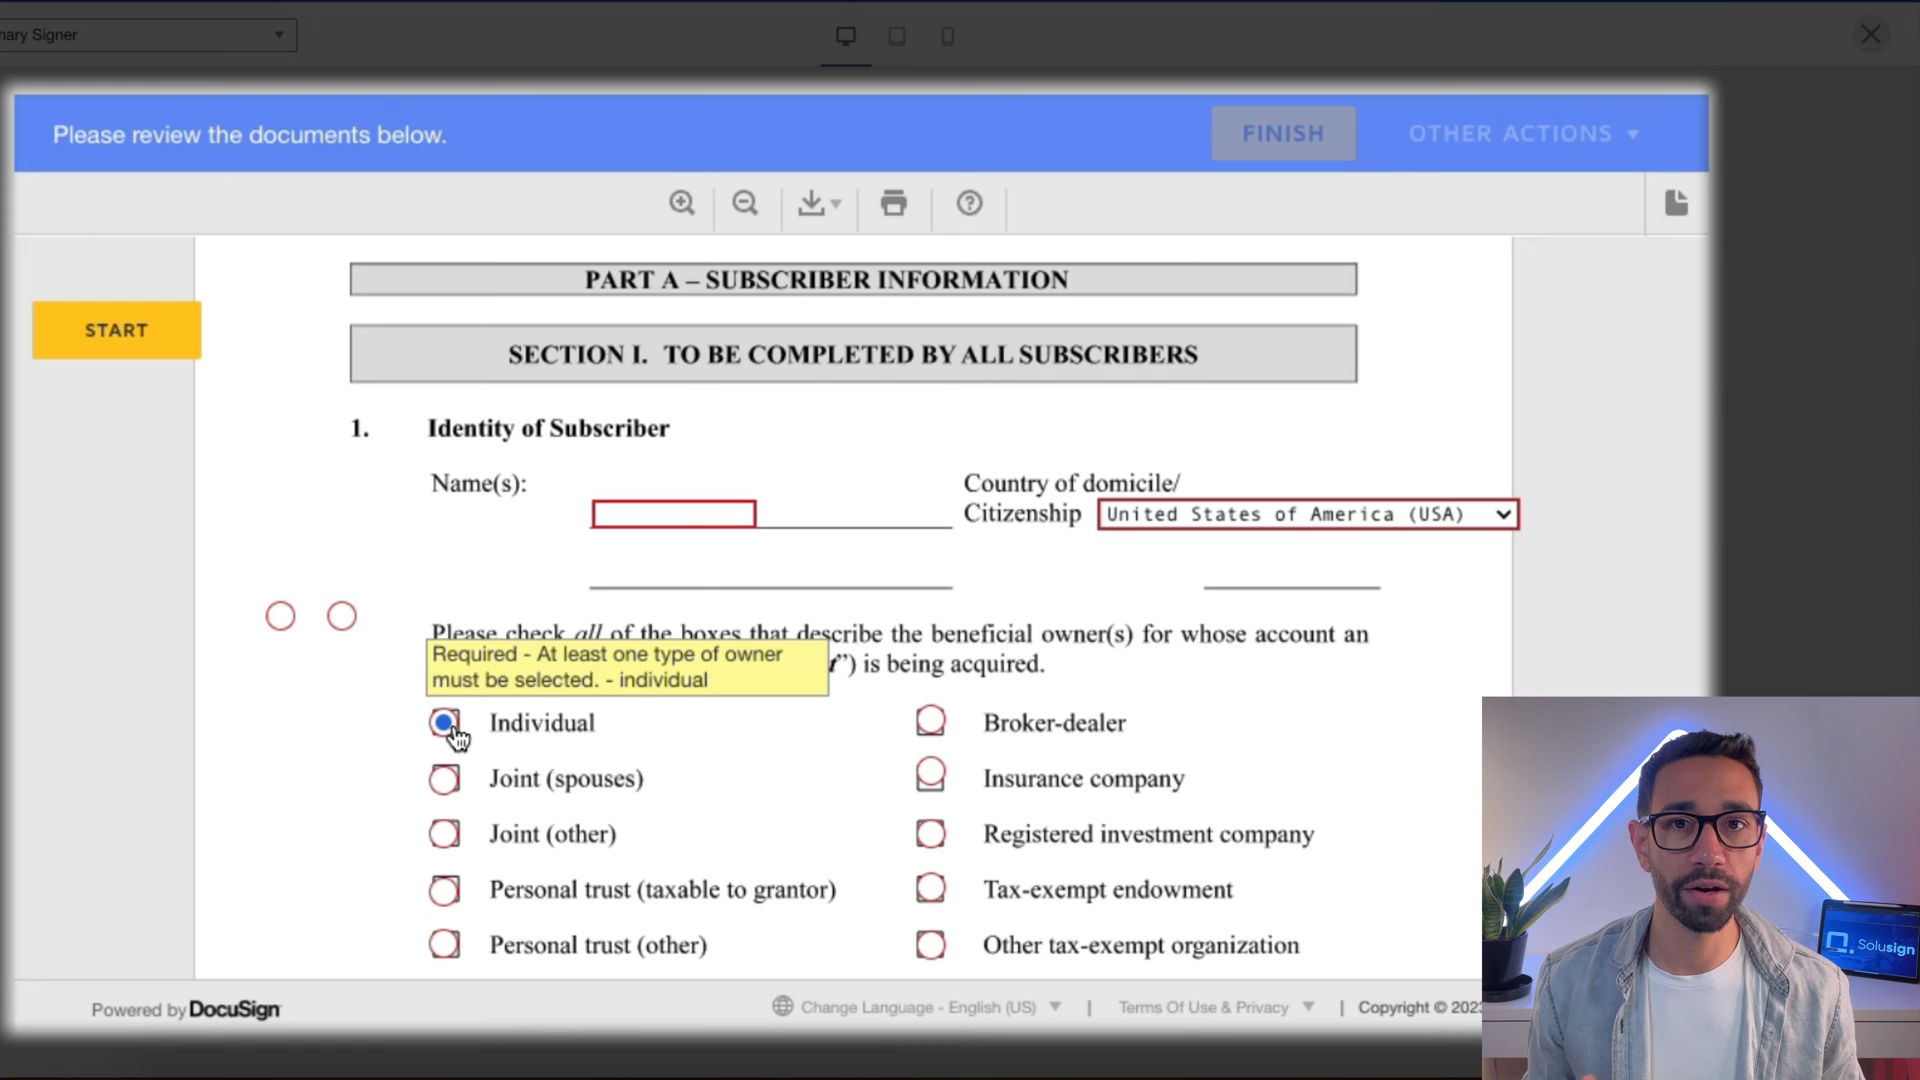 mary Signer
Please review the documents below.
FINISH
OTHER ACTIONS
START
PART A – SUBSCRIBER INFORMATION
SECTION I. TO BE COMPLETED BY ALL SUBSCRIBERS
1. Identity of Subscriber
Name(s):
Country of domicile/
Citizenship
United States of America (USA)
Please check all of the boxes that describe the beneficial owner(s) for whose account an
Required - At least one type of owner
must be selected. - individual
t”) is being acquired.
Individual
Broker-dealer
Joint (spouses)
Insurance company
Joint (other)
Registered investment company
Personal trust (taxable to grantor)
Tax-exempt endowment
Personal trust (other)
Other tax-exempt organization
Powered by DocuSign
Change Language - English (US)
|
Terms Of Use & Privacy
|
Copyright © 202
Solusign